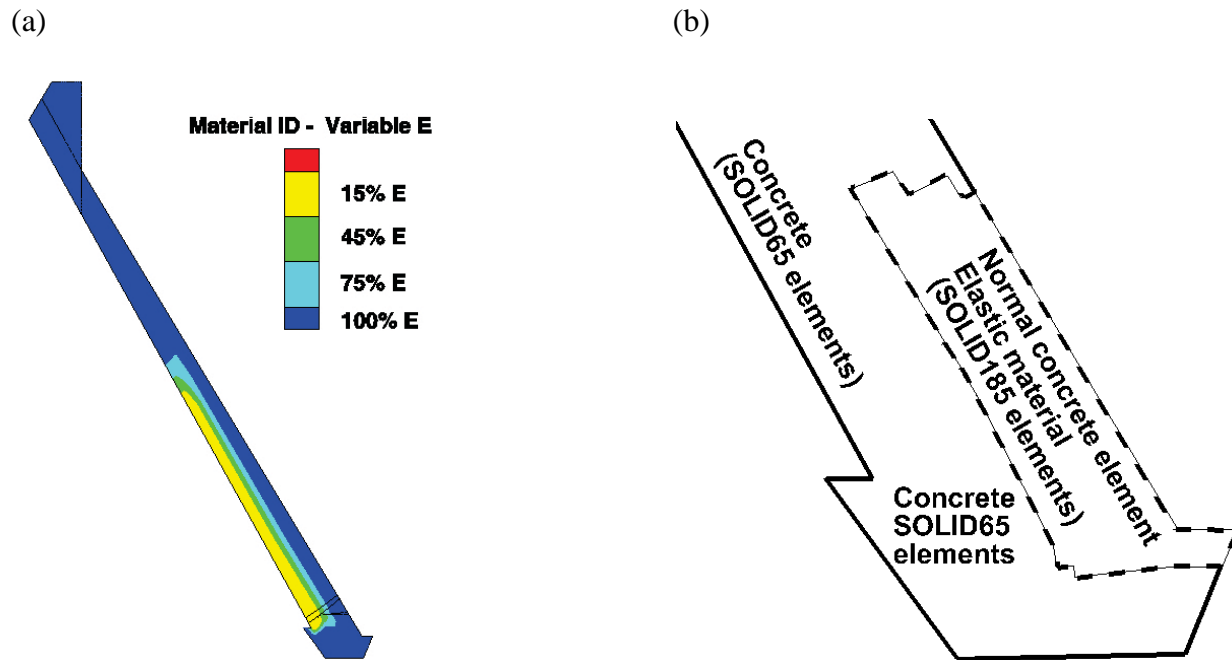 (a)
(b)
Material ID - Variable E
15% E
45% E
75% E
100% E
Concrete
(SOLID65 elements)
Normal concrete element
Elastic material
(SOLID185 elements)
Concrete
SOLID65
elements